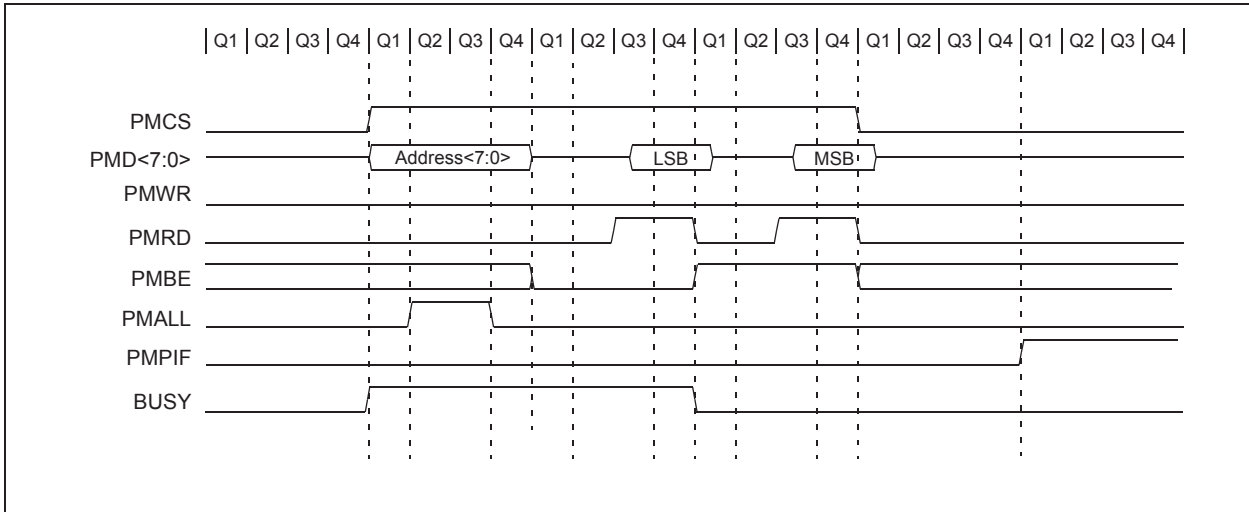 Q1 Q2 Q3 Q4 Q1 Q2 Q3 Q4 Q1 Q2 Q3 Q4 Q1 Q2 Q3 Q4 Q1 Q2 Q3 Q4 Q1 Q2 Q3 Q4
PMCS
PMD<7:0> Address<7:0> LSB MSB
PMWR
PMRD
PMBE
PMALL
PMPIF
BUSY